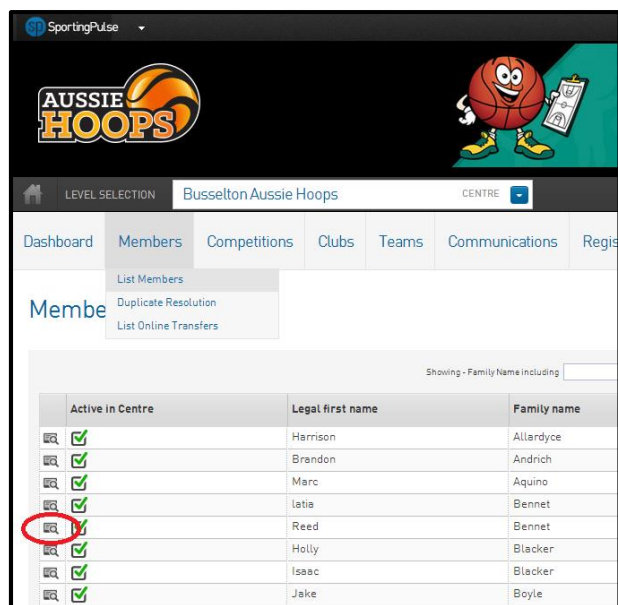 sp SportingPulse
AUSSIE
HOOPS
LEVEL SELECTION Busselton Aussie Hoops CENTRE
Dashboard Members Competitions Clubs Teams Communications Regis
List Members
Duplicate Resolution
List Online Transfers
Membe
Showing - Family Name including
Active in Centre Legal first name Family name
Harrison Allardyce
Brandon Andrich
Marc Aquino
latia Bennet
Reed Bennet
Holly Blacker
Isaac Blacker
Jake Boyle